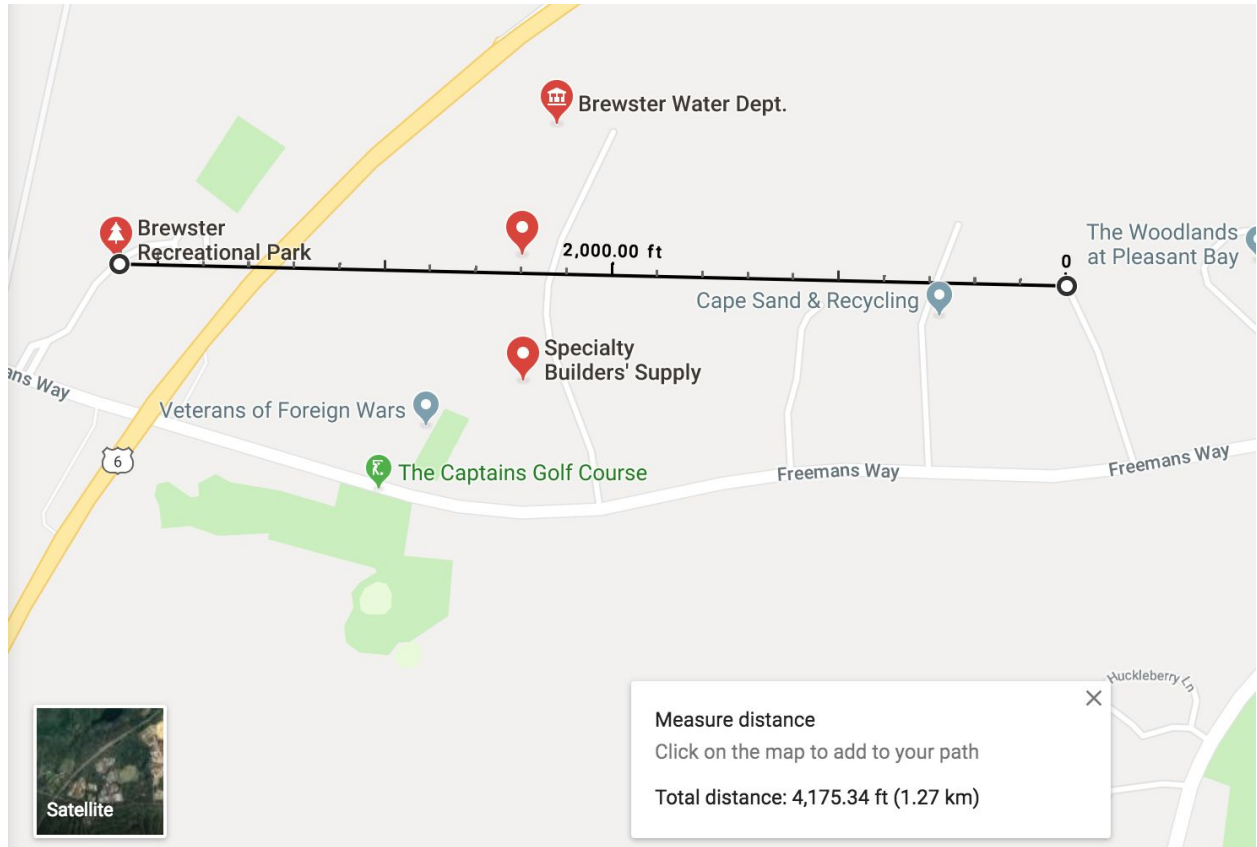 Brewster Water Dept.
Brewster
Recreational Park
2,000.00 ft
0
The Woodlands
at Pleasant Bay
Cape Sand & Recycling
Specialty
Builders' Supply
ans Way
Veterans of Foreign Wars
6
The Captains Golf Course
Freemans Way
Freemans Way
Huckleberry Ln
Measure distance
Click on the map to add to your path
Total distance: 4,175.34 ft (1.27 km)
Satellite